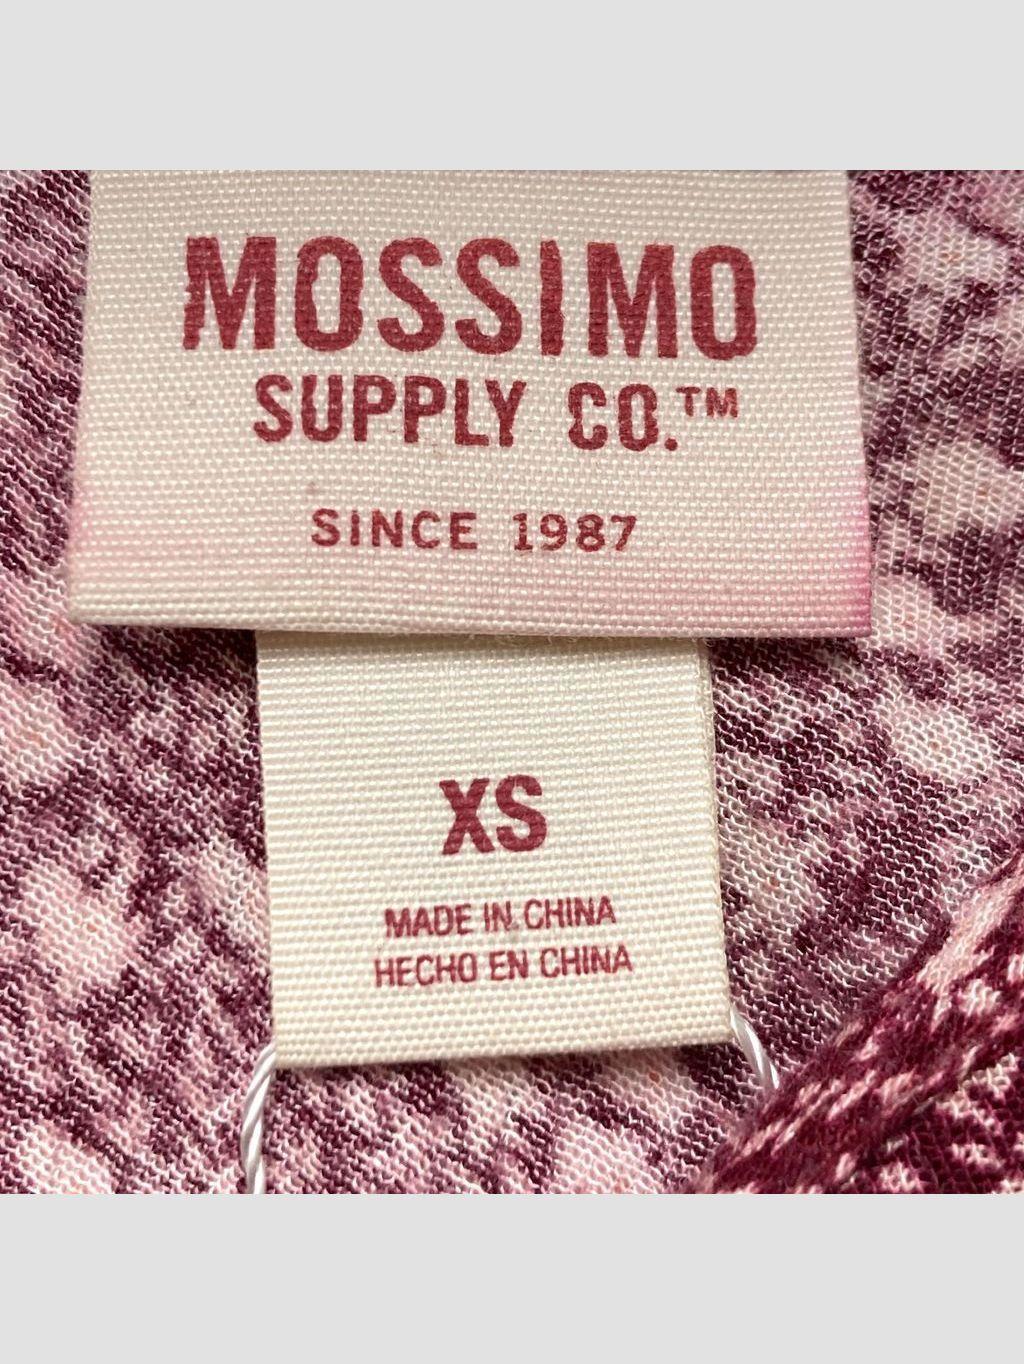 MOSSIMO
SUPPLY CO.™
SINCE 1987
XS
MADE IN CHINA
HECHO EN CHINA